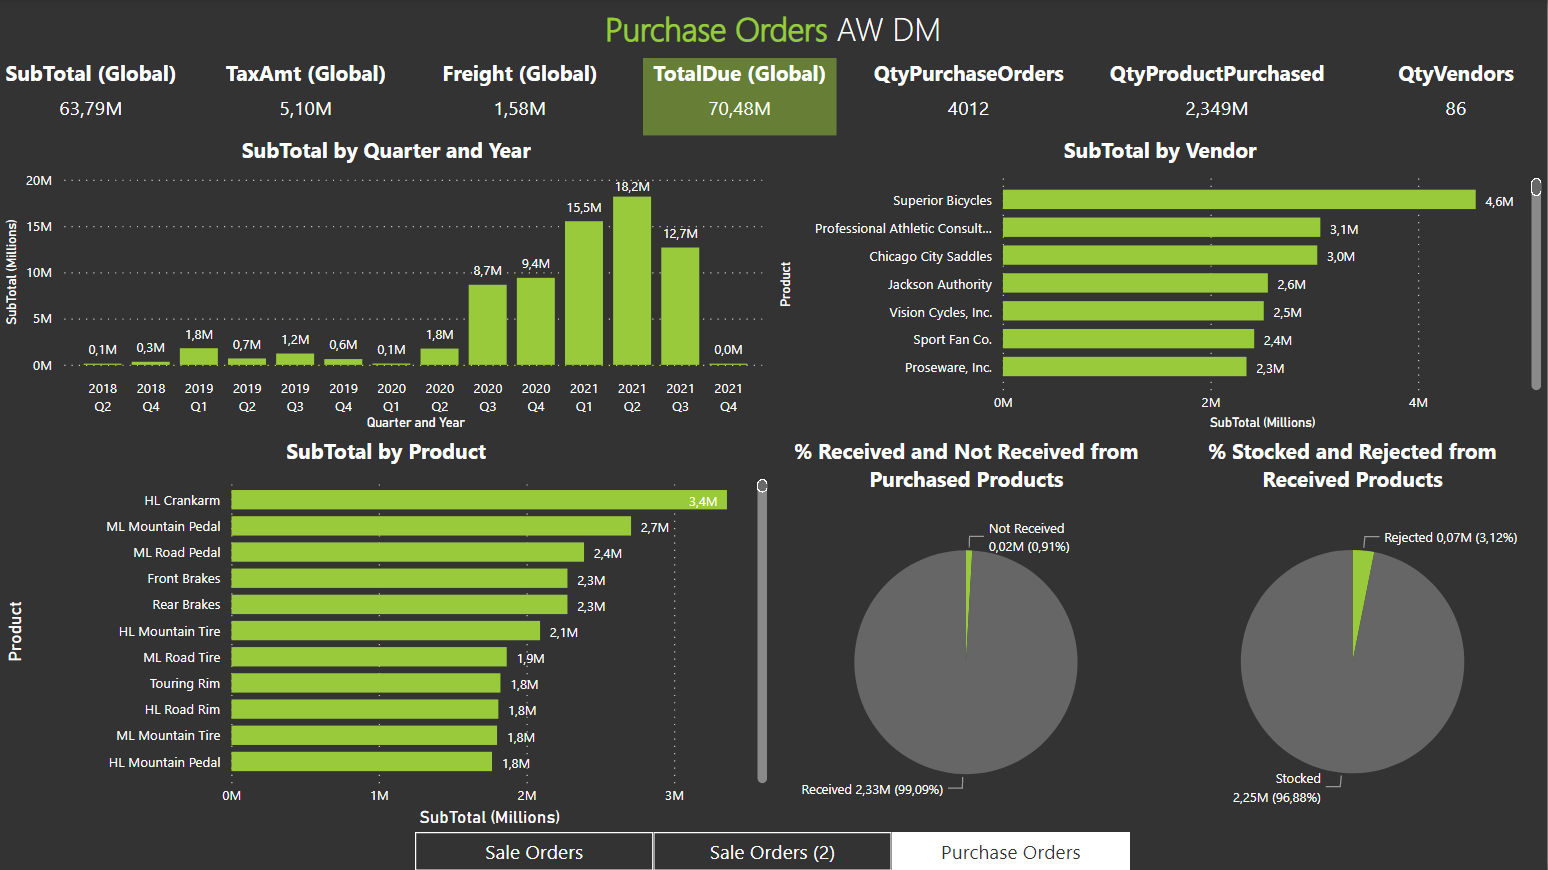 Purchase Orders AW DM
SubTotal (Global)
63,79M
TaxAmt (Global)
5,10M
Freight (Global)
1,58M
TotalDue (Global)
70,48M
QtyPurchaseOrders
4012
QtyProductPurchased
2,349M
QtyVendors
86
SubTotal by Quarter and Year
SubTotal (Millions)
20M
15M
10M
5M
0M
0,1M
0,3M
1,8M
0,7M
1,2M
0,6M
0,1M
1,8M
8,7M
9,4M
15,5M
18,2M
12,7M
0,0M
2018 2018 2019 2019 2019 2019 2020 2020 2020 2020 2021 2021 2021 2021
Q2 Q4 Q1 Q2 Q3 Q4 Q1 Q2 Q3 Q4 Q1 Q2 Q3 Q4
Quarter and Year
SubTotal by Vendor
Product
Superior Bicycles 4,6M
Professional Athletic Consult... 3,1M
Chicago City Saddles 3,0M
Jackson Authority 2,6M
Vision Cycles, Inc. 2,5M
Sport Fan Co. 2,4M
Proseware, Inc. 2,3M
0M 2M 4M
SubTotal (Millions)
SubTotal by Product
Product
HL Crankarm 3,4M
ML Mountain Pedal 2,7M
ML Road Pedal 2,4M
Front Brakes 2,3M
Rear Brakes 2,3M
HL Mountain Tire 2,1M
ML Road Tire 1,9M
Touring Rim 1,8M
HL Road Rim 1,8M
ML Mountain Tire 1,8M
HL Mountain Pedal 1,8M
0M 1M 2M 3M
SubTotal (Millions)
% Received and Not Received from
Purchased Products
Not Received
0,02M (0,91%)
Received 2,33M (99,09%)
% Stocked and Rejected from
Received Products
Rejected 0,07M (3,12%)
Stocked
2,25M (96,88%)
Sale Orders
Sale Orders (2)
Purchase Orders